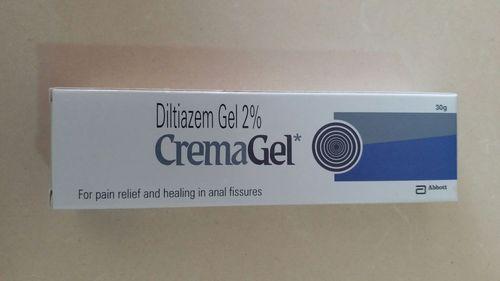 Diltiazem Gel 2%
30g
CremaGel*
For pain relief and healing in anal fissures
Abbott